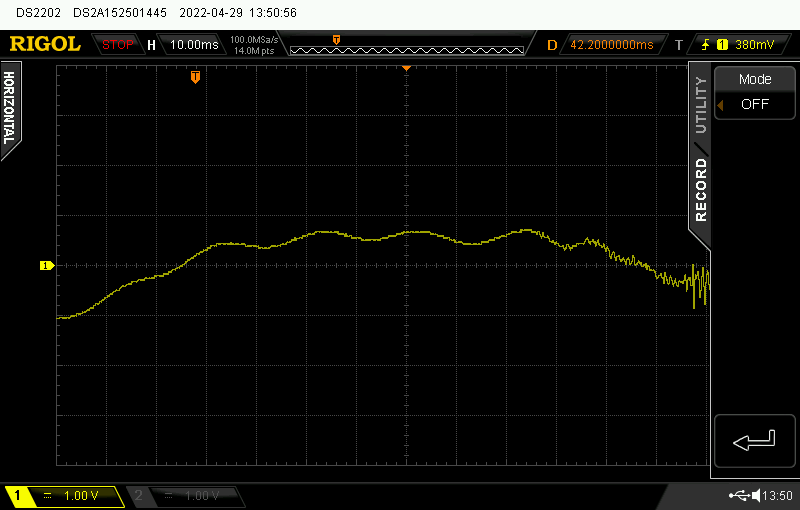 DS2202 DS2A152501445 2022-04-29 13:50:56
RIGOL STOP H 10.00ms 100.0MSa/s 14.0M pts T D 42.2000000ms T 1 380mV
HORIZONTAL
T
UTILITY
RECORD
Mode
OFF
1
1 1.00 V 2 1.00 V 13:50